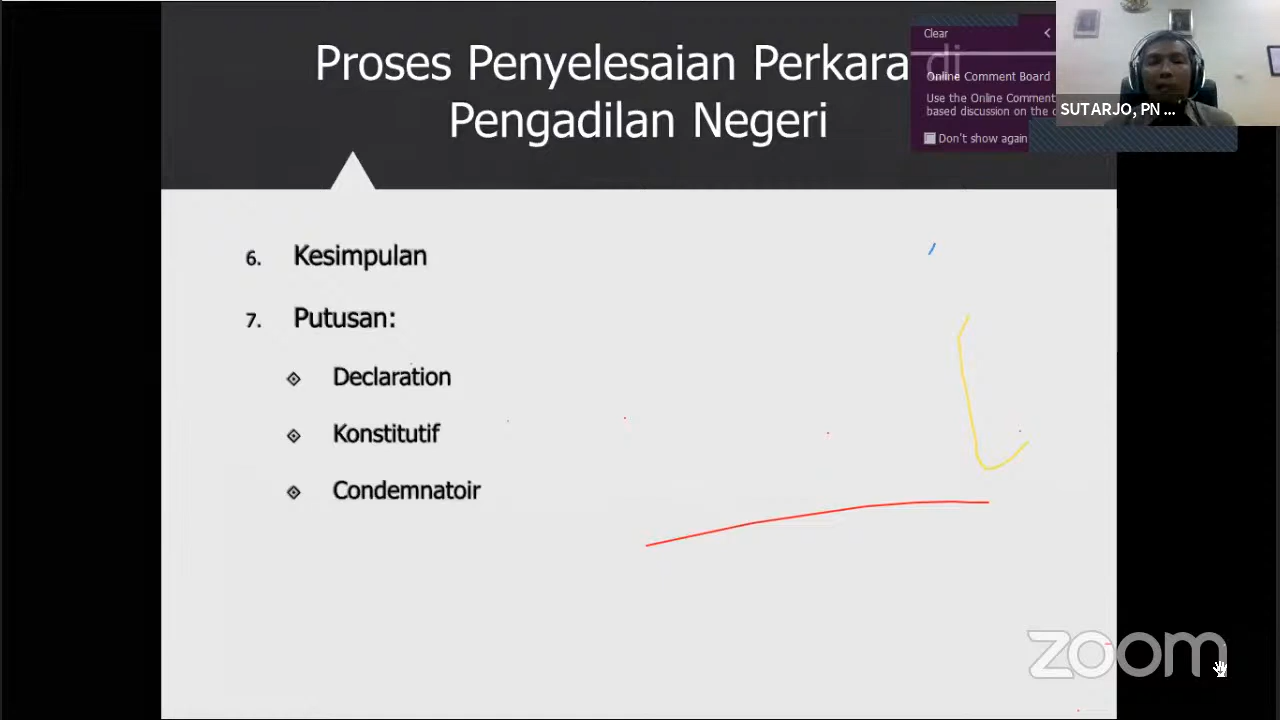 Proses Penyelesaian Perkara di
Pengadilan Negeri
Clear
Online Comment Board
Use the Online Comment
based discussion on the
Don't show again
SUTARJO, PN ...
6. Kesimpulan
7. Putusan:
Declaration
Konstitutif
Condemnatoir
zoom